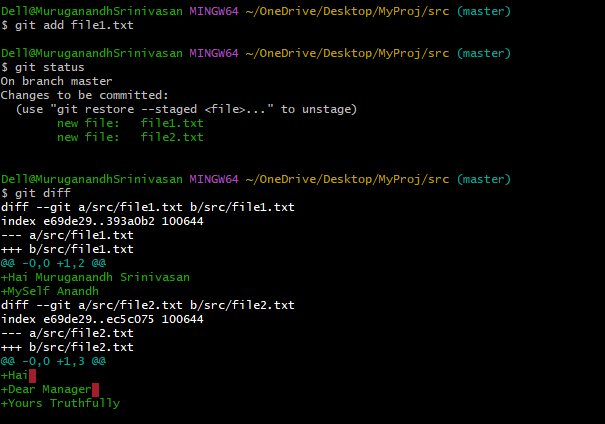 Dell@MuruganandhSrinivasan MINGW64 ~/OneDrive/Desktop/MyProj/src (master)
$ git add file1.txt
Dell@MuruganandhSrinivasan MINGW64 ~/OneDrive/Desktop/MyProj/src (master)
$ git status
On branch master
Changes to be committed:
  (use "git restore --staged <file>..." to unstage)
        new file:   file1.txt
        new file:   file2.txt
Dell@MuruganandhSrinivasan MINGW64 ~/OneDrive/Desktop/MyProj/src (master)
$ git diff
diff --git a/src/file1.txt b/src/file1.txt
index e69de29..393a0b2 100644
--- a/src/file1.txt
+++ b/src/file1.txt
@@ -0,0 +1,2 @@
+Hai Muruganandh Srinivasan
+MySelf Anandh
diff --git a/src/file2.txt b/src/file2.txt
index e69de29..ec5c075 100644
--- a/src/file2.txt
+++ b/src/file2.txt
@@ -0,0 +1,3 @@
+Hai
+Dear Manager
+Yours Truthfully